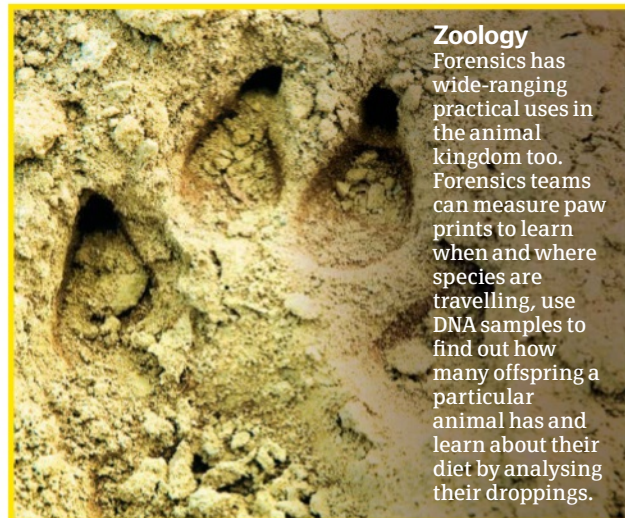 Zoology
Forensics has
wide-ranging
practical uses in
the animal
kingdom too.
Forensics teams
can measure paw
prints to learn
when and where
species are
travelling, use
DNA samples to
find out how
many offspring a
particular
animal has and
learn about their
diet by analysing
their droppings.